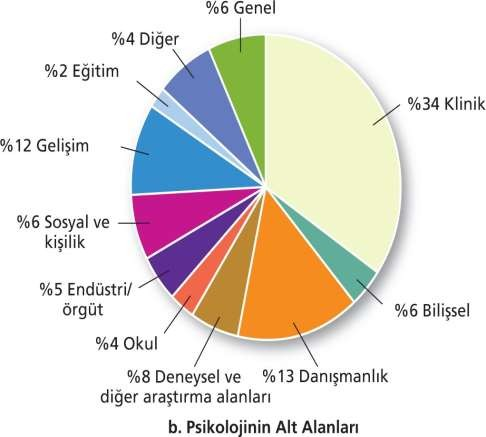 %6 Genel
%4 Diğer
%2 Eğitim
%34 Klinik
%12 Gelişim
%6 Sosyal ve
kişilik
%5 Endüstri/
örgüt
%6 Bilişsel
%4 Okul
%8 Deneysel ve
diğer araştırma alanları
%13 Danışmanlık
b. Psikolojinin Alt Alanları